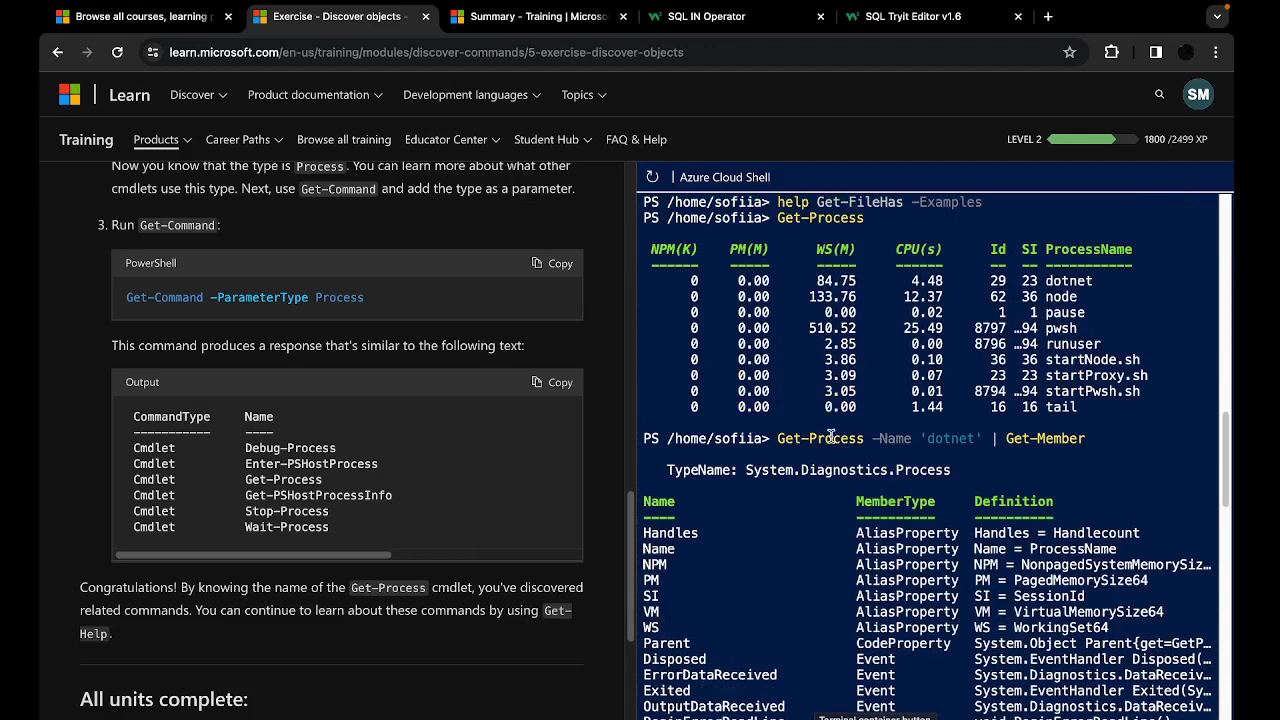 Browse all courses, learning p
Exercise - Discover objects -
Summary - Training | Microso
SQL IN Operator
SQL Tryit Editor v1.6
learn.microsoft.com/en-us/training/modules/discover-commands/5-exercise-discover-objects
Learn
Discover
Product documentation
Development languages
Topics
SM
Training
Products
Career Paths
Browse all training
Educator Center
Student Hub
FAQ & Help
LEVEL 2
1800 /2499 XP
Now you know that the type is Process. You can learn more about what other
cmdlets use this type. Next, use Get-Command and add the type as a parameter.
3. Run Get-Command:
PowerShell
Copy
Get-Command -ParameterType Process
This command produces a response that's similar to the following text:
Output
Copy
CommandType Name
----------- ----
Cmdlet Debug-Process
Cmdlet Enter-PSHostProcess
Cmdlet Get-Process
Cmdlet Get-PSHostProcessInfo
Cmdlet Stop-Process
Cmdlet Wait-Process
Congratulations! By knowing the name of the Get-Process cmdlet, you've discovered
related commands. You can continue to learn about these commands by using Get-
Help.
All units complete:
Azure Cloud Shell
PS /home/sofiia> help Get-FileHas -Examples
PS /home/sofiia> Get-Process
NPM(K) PM(M) WS(M) CPU(s) Id SI ProcessName
------ ----- ----- ------ -- -- -----------
0 0.00 84.75 4.48 29 23 dotnet
0 0.00 133.76 12.37 62 36 node
0 0.00 0.00 0.02 1 1 pause
0 0.00 510.52 25.49 8797 …94 pwsh
0 0.00 2.85 0.00 8796 …94 runuser
0 0.00 3.86 0.10 36 36 startNode.sh
0 0.00 3.09 0.07 23 23 startProxy.sh
0 0.00 3.05 0.01 8794 …94 startPwsh.sh
0 0.00 0.00 1.44 16 16 tail
PS /home/sofiia> Get-Process -Name 'dotnet' | Get-Member
TypeName: System.Diagnostics.Process
Name MemberType Definition
---- ---------- ----------
Handles AliasProperty Handles = Handlecount
Name AliasProperty Name = ProcessName
NPM AliasProperty NPM = NonpagedSystemMemorySiz…
PM AliasProperty PM = PagedMemorySize64
SI AliasProperty SI = SessionId
VM AliasProperty VM = VirtualMemorySize64
WS AliasProperty WS = WorkingSet64
Parent CodeProperty System.Object Parent{get=GetP…
Disposed Event System.EventHandler Disposed(…
ErrorDataReceived Event System.Diagnostics.DataReceiv…
Exited Event System.EventHandler Exited(Sy…
OutputDataReceived Event System.Diagnostics.DataReceiv…